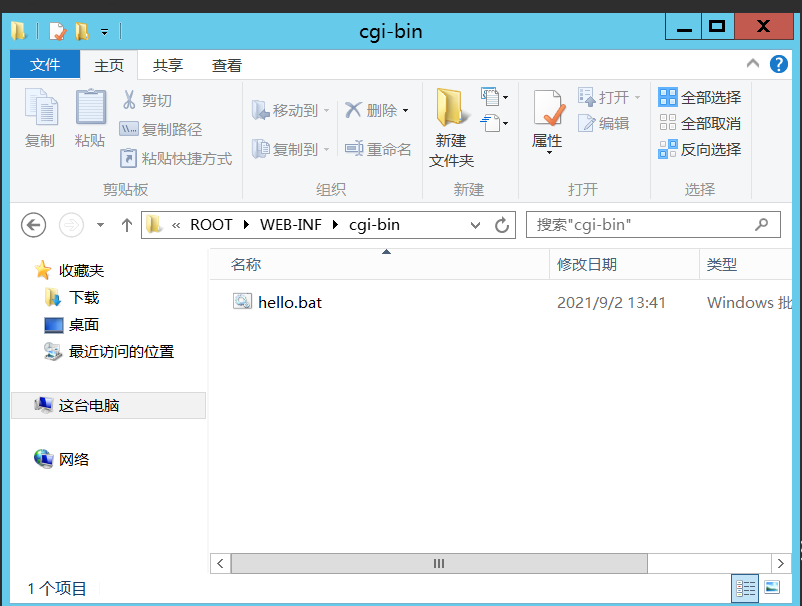 cgi-bin
文件 主页 共享 查看
复制
粘贴
剪切
复制路径
粘贴快捷方式
剪贴板
移动到
复制到
删除
重命名
组织
新建
文件夹
新建
属性
打开
编辑
打开
全部选择
全部取消
反向选择
选择
« ROOT WEB-INF cgi-bin
搜索"cgi-bin"
收藏夹
下载
桌面
最近访问的位置
这台电脑
网络
名称 修改日期 类型
hello.bat 2021/9/2 13:41 Windows 批
1 个项目